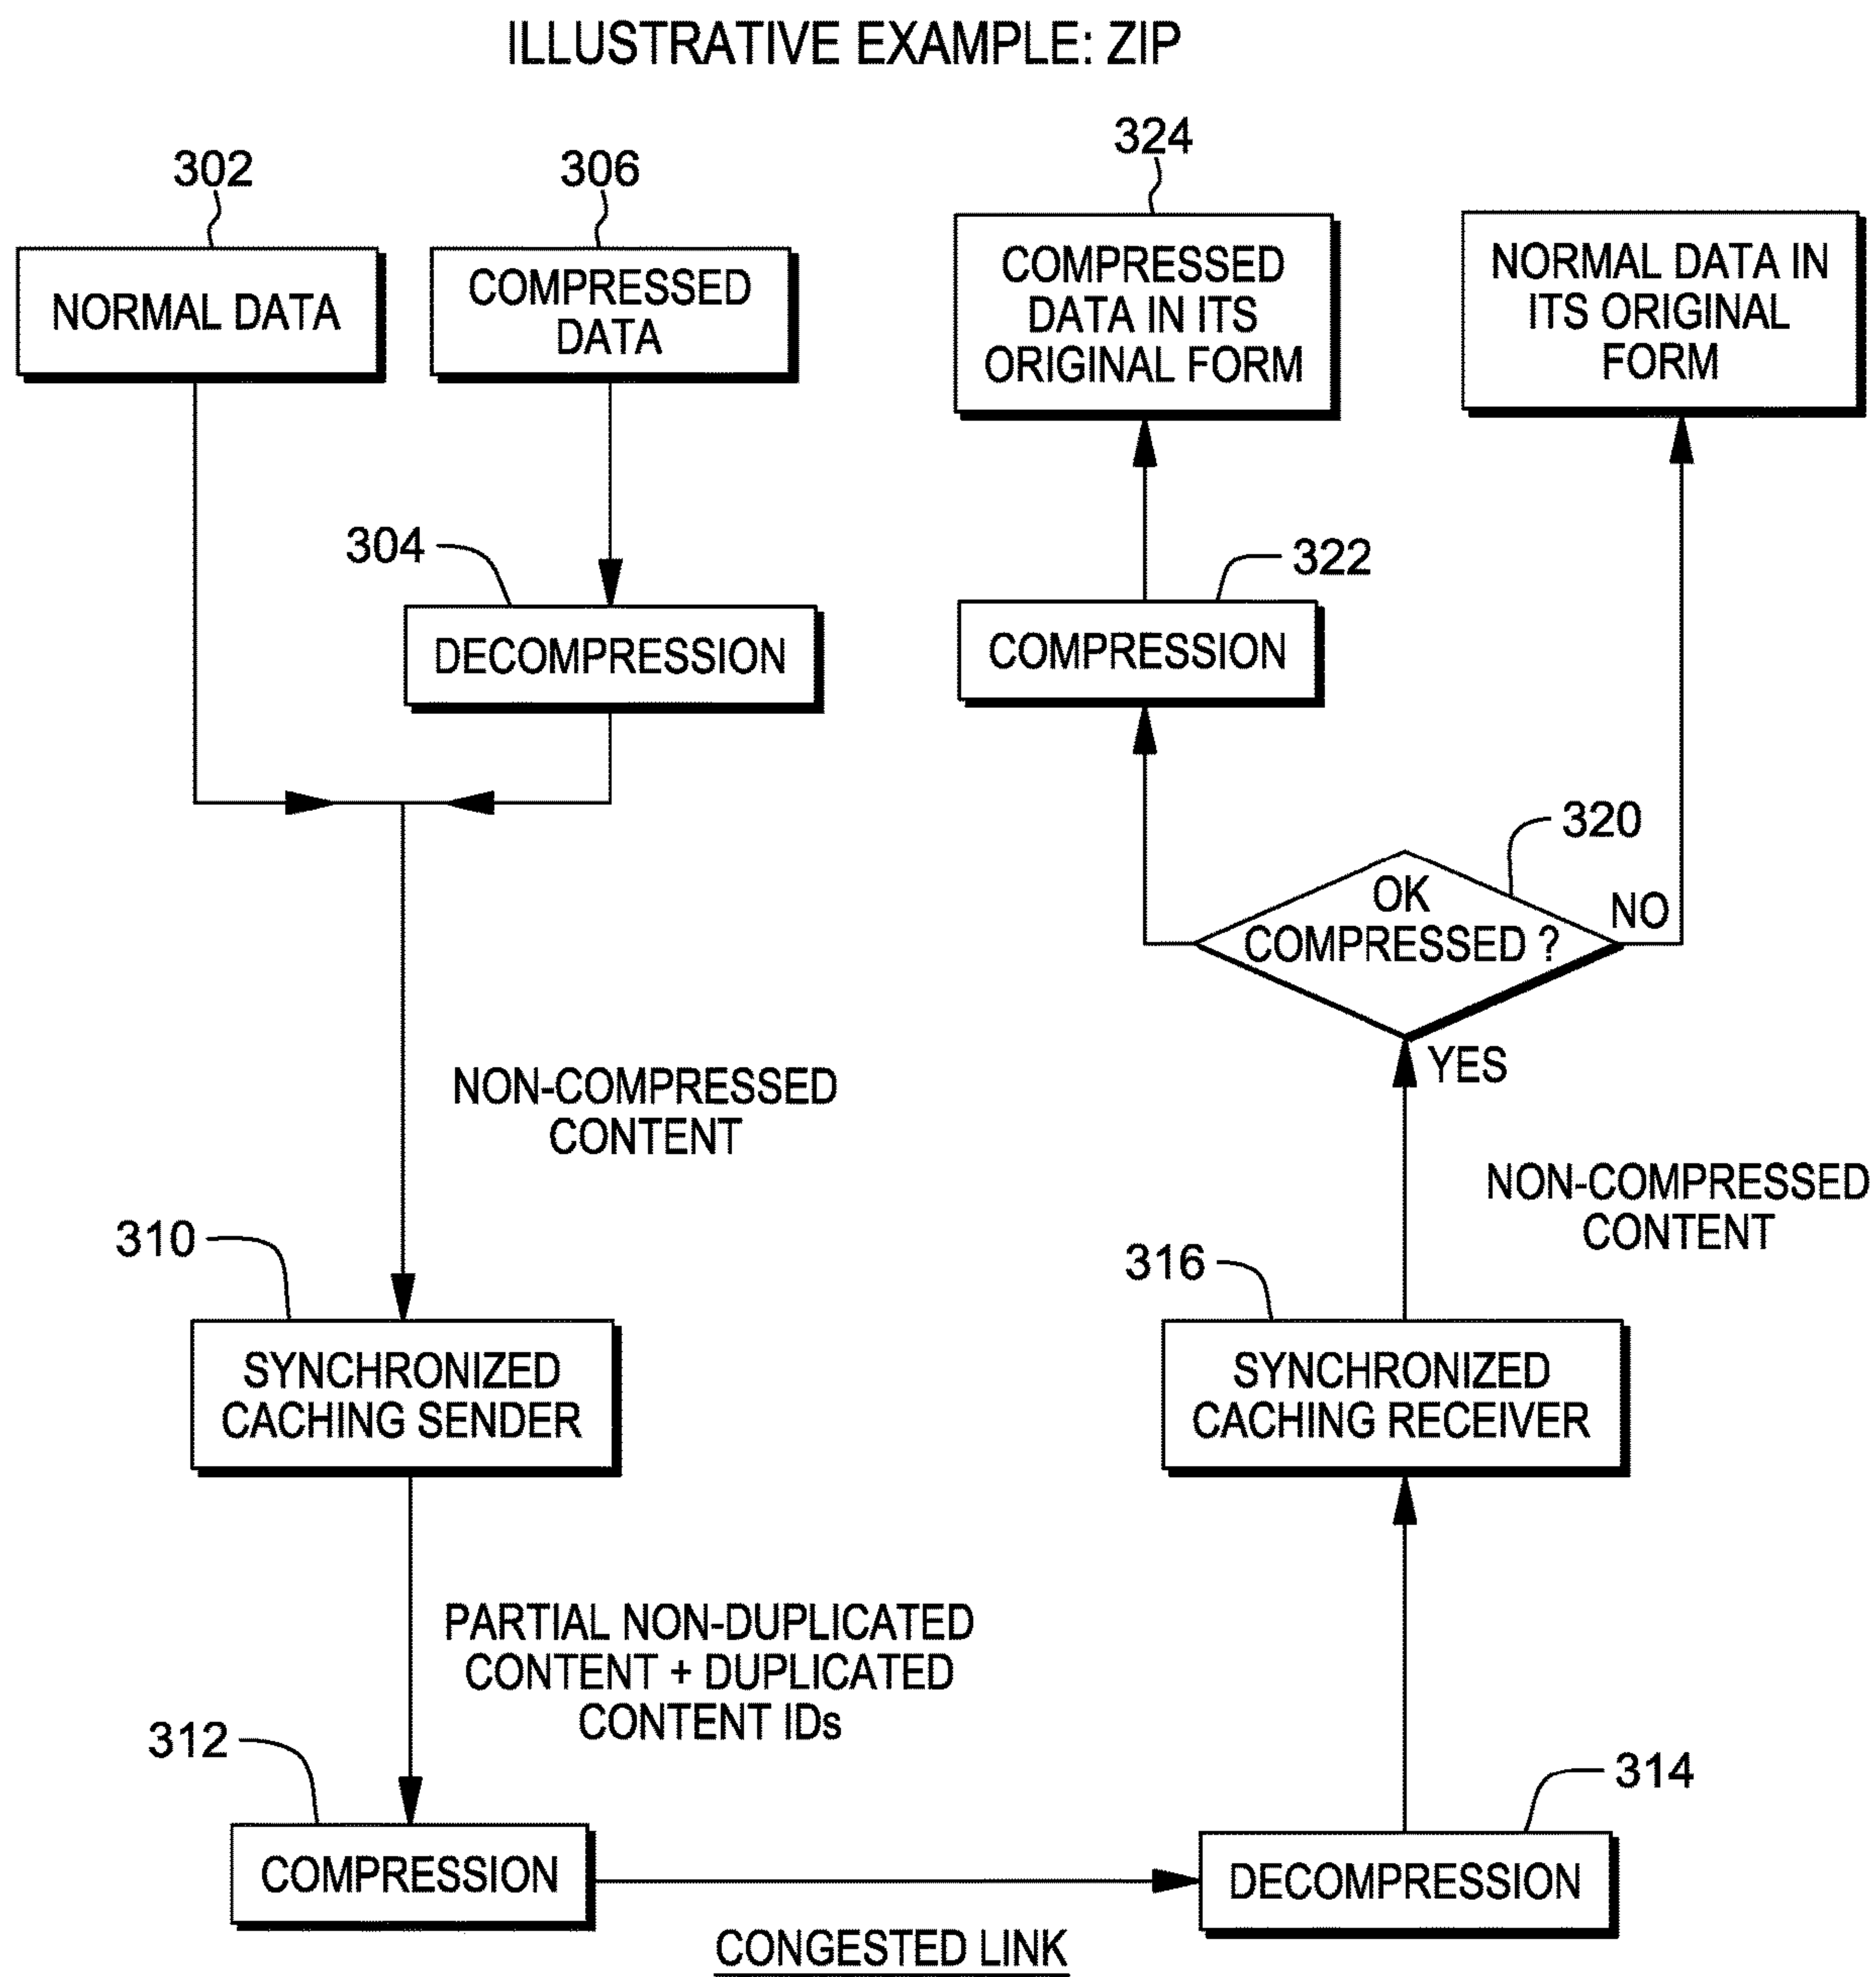 ILLUSTRATIVE EXAMPLE: ZIP
302
306
324
NORMAL DATA
COMPRESSED
DATA
COMPRESSED
DATA IN ITS
ORIGINAL FORM
NORMAL DATA IN
ITS ORIGINAL
FORM
304
DECOMPRESSION
322
COMPRESSION
320
OK
COMPRESSED ?
NO
YES
NON-COMPRESSED
CONTENT
NON-COMPRESSED
CONTENT
310
SYNCHRONIZED
CACHING SENDER
316
SYNCHRONIZED
CACHING RECEIVER
PARTIAL NON-DUPLICATED
CONTENT + DUPLICATED
CONTENT IDs
312
COMPRESSION
314
DECOMPRESSION
CONGESTED LINK